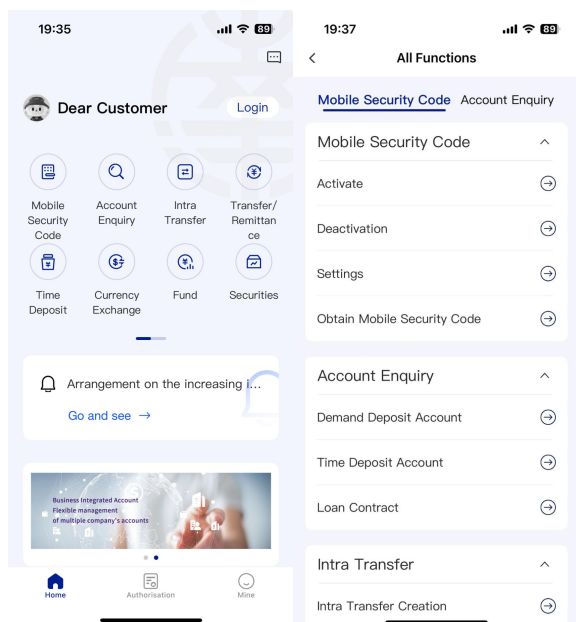 19:35
89
Dear Customer
Login
Mobile
Security
Code
Account
Enquiry
Intra
Transfer
Transfer/
Remittan
ce
Time
Deposit
Currency
Exchange
Fund
Securities
Arrangement on the increasing i...
Go and see →
Business Integrated Account
Flexible management
of multiple company's accounts
Home
Authorisation
Mine
19:37
89
All Functions
Mobile Security Code
Account Enquiry
Mobile Security Code
Activate
Deactivation
Settings
Obtain Mobile Security Code
Account Enquiry
Demand Deposit Account
Time Deposit Account
Loan Contract
Intra Transfer
Intra Transfer Creation